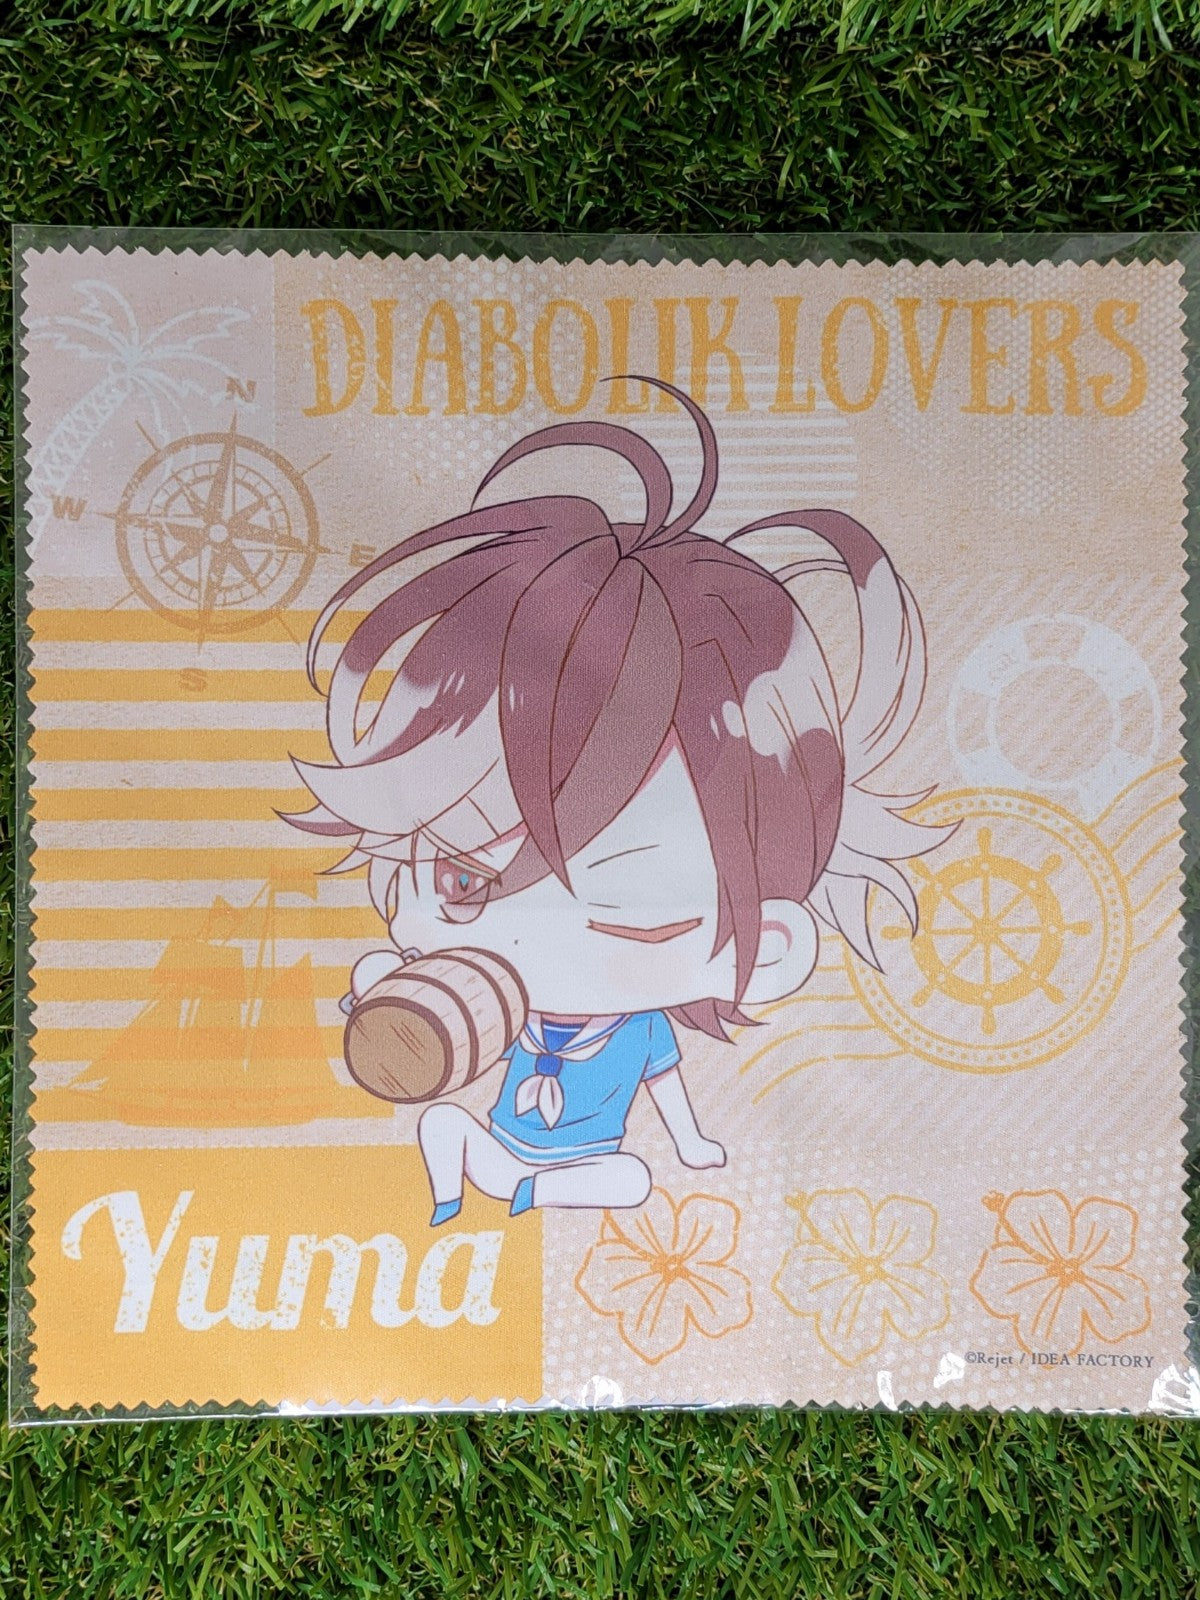 DIABOLIK LOVERS
N
W E
S
Yuma
©Rejet / IDEA FACTORY